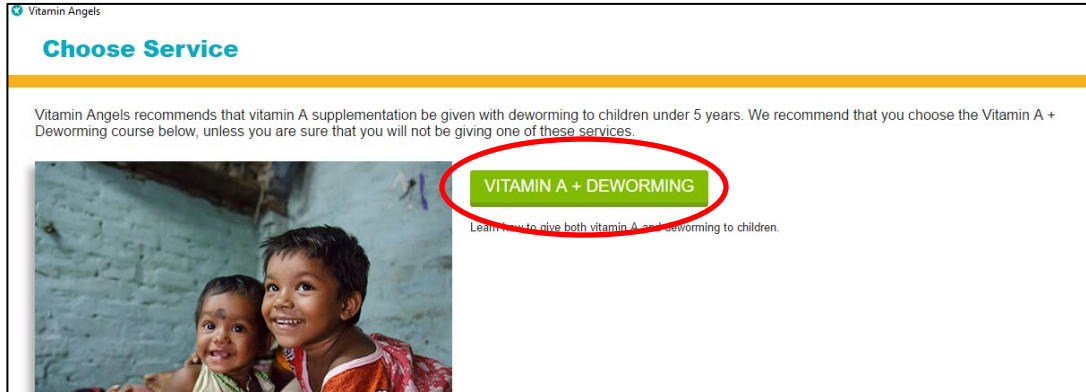 Vitamin Angels
Choose Service
Vitamin Angels recommends that vitamin A supplementation be given with deworming to children under 5 years. We recommend that you choose the Vitamin A +
Deworming course below, unless you are sure that you will not be giving one of these services.
VITAMIN A + DEWORMING
Learn how to give both vitamin A and deworming to children.